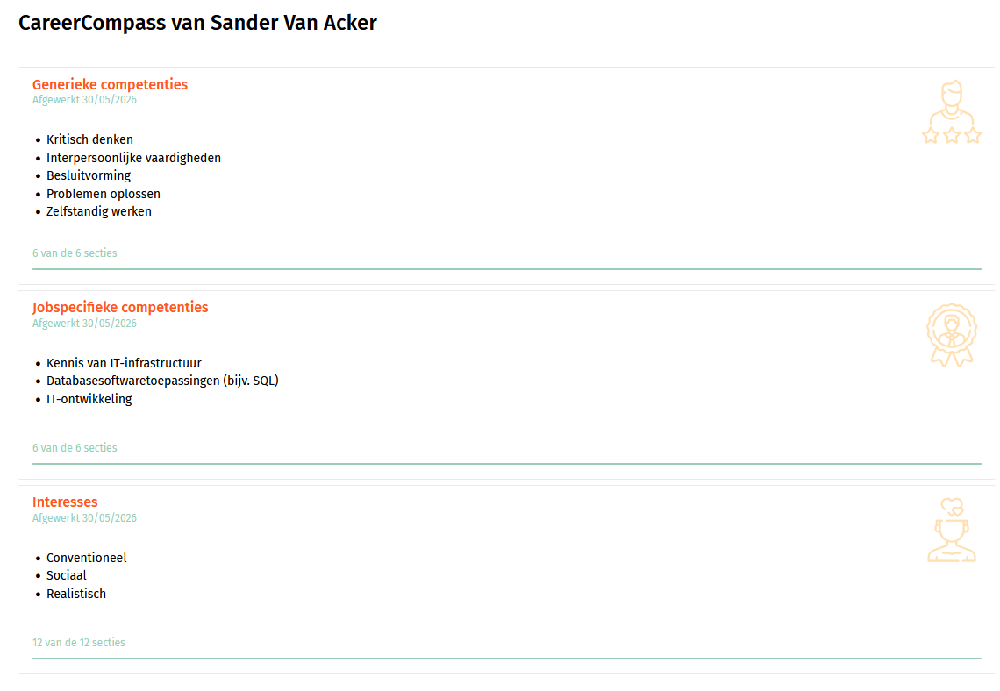 CareerCompass van Sander Van Acker
Generieke competenties
Afgewerkt 30/05/2026
• Kritisch denken
• Interpersoonlijke vaardigheden
• Besluitvorming
• Problemen oplossen
• Zelfstandig werken
6 van de 6 secties
Jobspecifieke competenties
Afgewerkt 30/05/2026
• Kennis van IT-infrastructuur
• Databasesoftwaretoepassingen (bijv. SQL)
• IT-ontwikkeling
6 van de 6 secties
Interesses
Afgewerkt 30/05/2026
• Conventioneel
• Sociaal
• Realistisch
12 van de 12 secties